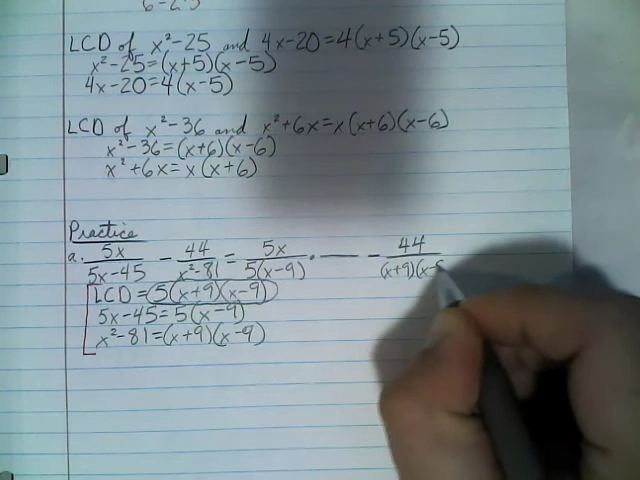 6-2·3
LCD of x²-25 and 4x-20=4(x+5)(x-5)
x²-25=(x+5)(x-5)
4x-20=4(x-5)
LCD of x²-36 and x²+6x=x(x+6)(x-6)
x²-36=(x+6)(x-6)
x²+6x=x(x+6)
Practice
a. 5x/(5x-45) - 44/(x²-81) = 5x/(5(x-9)) · — - 44/((x+9)(x-
LCD=5(x+9)(x-9)
5x-45=5(x-9)
x²-81=(x+9)(x-9)